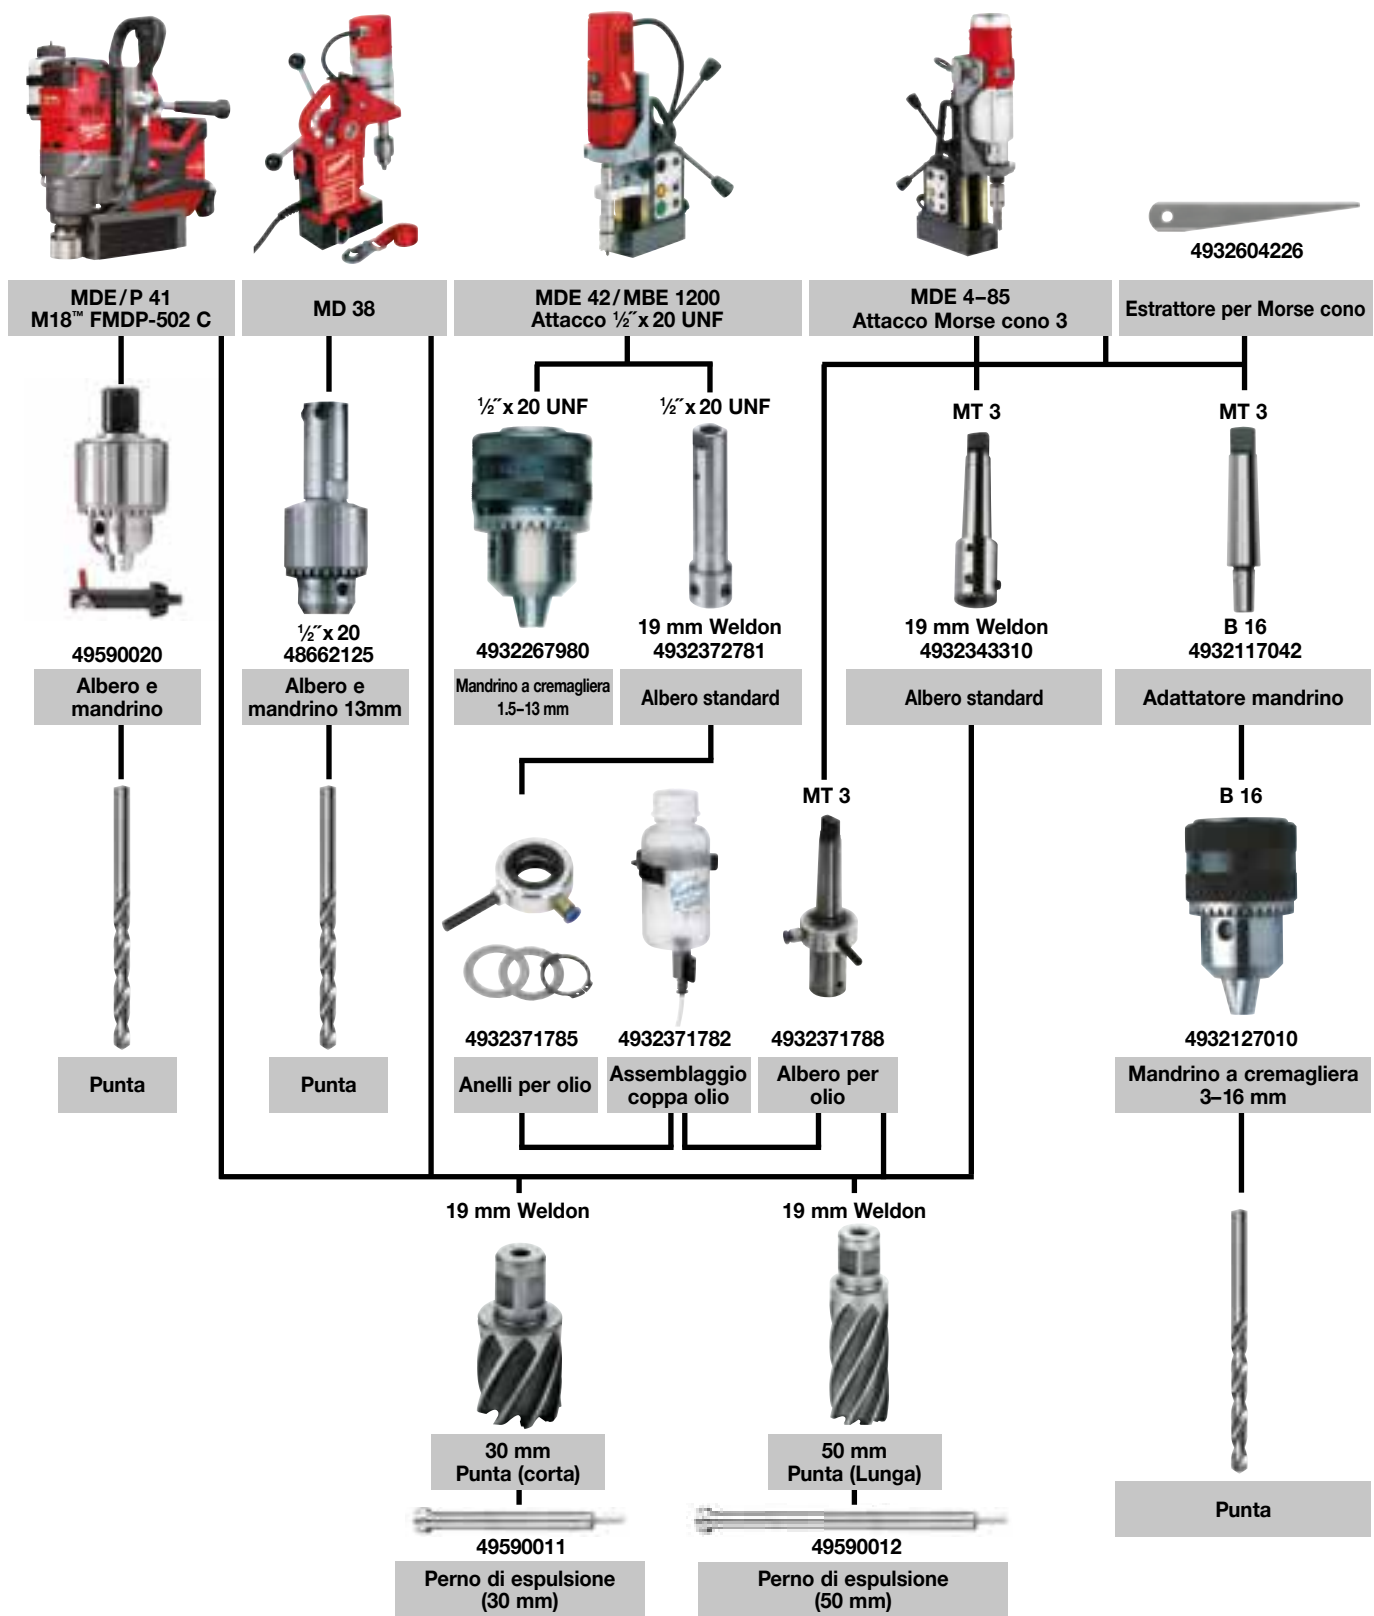 4932604226
MDE/P 41
M18™ FMDP-502 C
MD 38
MDE 42/MBE 1200
Attacco ½˝x 20 UNF
MDE 4–85
Attacco Morse cono 3
Estrattore per Morse cono
½˝x 20 UNF
½˝x 20 UNF
MT 3
MT 3
½˝x 20
19 mm Weldon
19 mm Weldon
B 16
49590020
48662125
4932267980
4932372781
4932343310
4932117042
Albero e
mandrino
Albero e
mandrino 13mm
Mandrino a cremagliera
1.5–13 mm
Albero standard
Albero standard
Adattatore mandrino
MT 3
B 16
4932371785
4932371782
4932371788
4932127010
Punta
Punta
Anelli per olio
Assemblaggio
coppa olio
Albero per
olio
Mandrino a cremagliera
3–16 mm
19 mm Weldon
19 mm Weldon
30 mm
Punta (corta)
50 mm
Punta (Lunga)
Punta
49590011
49590012
Perno di espulsione
(30 mm)
Perno di espulsione
(50 mm)